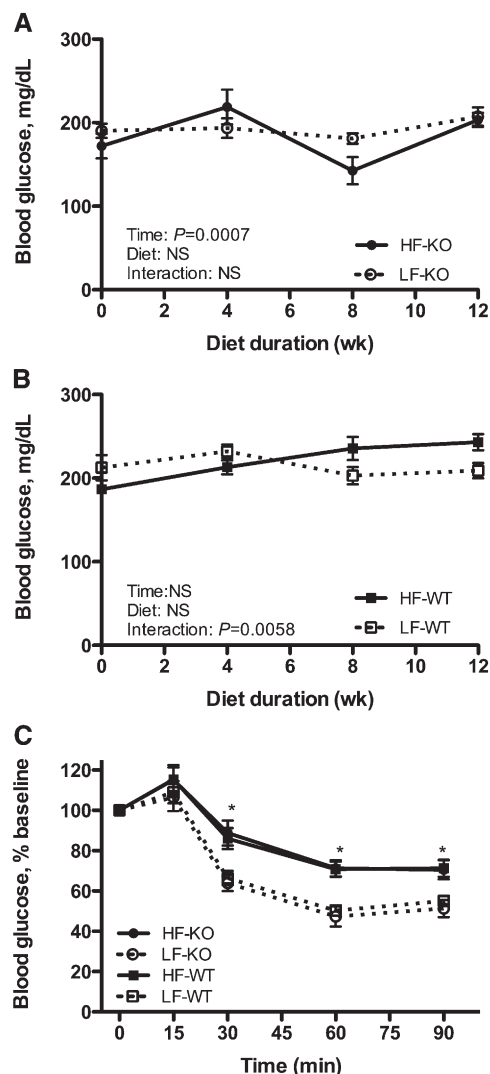 A
Blood glucose, mg/dL
300
200
100
0
Time: P=0.0007
Diet: NS
Interaction: NS
HF-KO
LF-KO
0 2 4 6 8 10 12
Diet duration (wk)
B
Blood glucose, mg/dL
300
200
100
0
Time:NS
Diet: NS
Interaction: P=0.0058
HF-WT
LF-WT
0 2 4 6 8 10 12
Diet duration (wk)
C
Blood glucose, % baseline
120
100
80
60
40
20
0
* * *
HF-KO
LF-KO
HF-WT
LF-WT
0 15 30 45 60 75 90
Time (min)